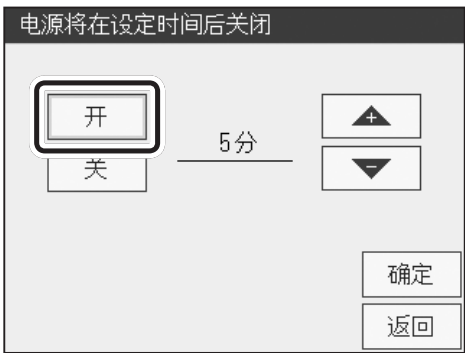 电源将在设定时间后关闭
开
5分
关
确定
返回